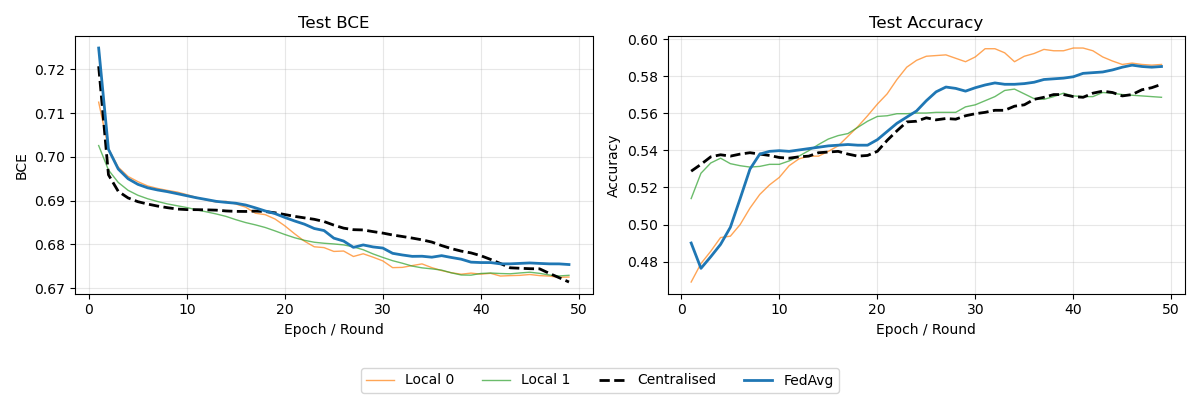 Test BCE
Test Accuracy
BCE
0.72
0.71
0.70
0.69
0.68
0.67
0 10 20 30 40 50
Epoch / Round
Accuracy
0.60
0.58
0.56
0.54
0.52
0.50
0.48
0 10 20 30 40 50
Epoch / Round
Local 0 Local 1 Centralised FedAvg